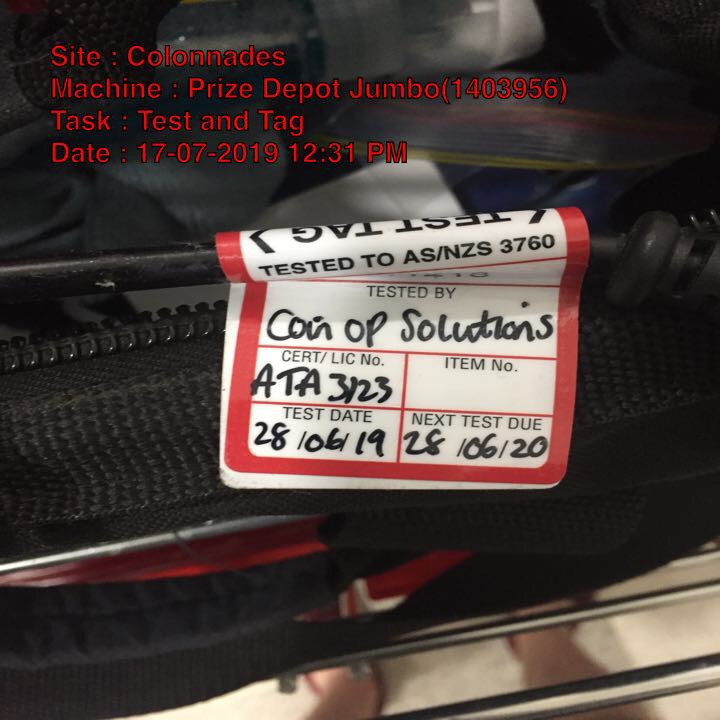 Site : Colonnades
Machine : Prize Depot Jumbo(1403956)
Task : Test and Tag
Date : 17-07-2019 12:31 PM
TEST TAG
TESTED TO AS/NZS 3760
TESTED BY
Coin op Solutions
CERT/ LIC No.
ITEM No.
ATA 3123
TEST DATE
NEXT TEST DUE
28/06/19
28/06/20